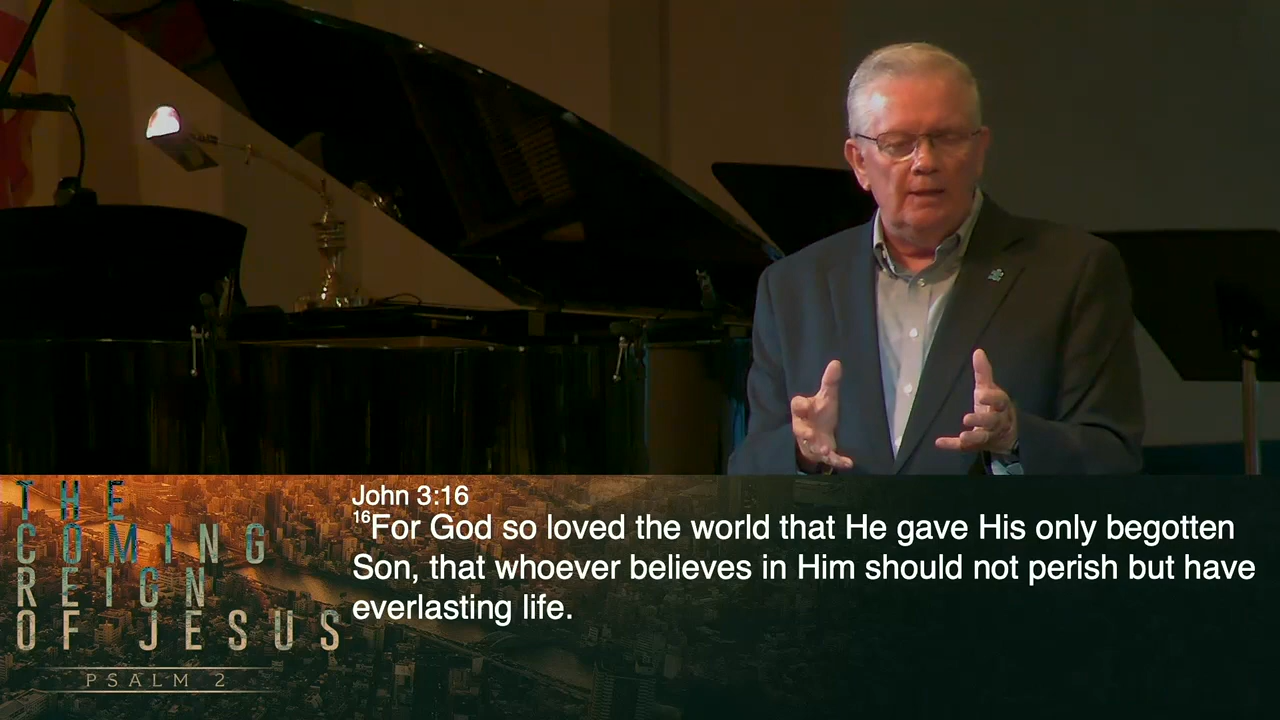 THE
COMING
REIGN
OF JESUS
PSALM 2
John 3:16
16For God so loved the world that He gave His only begotten
Son, that whoever believes in Him should not perish but have
everlasting life.